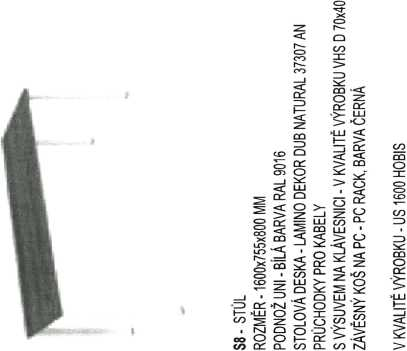 S8 - STŮL
ROZMĚR - 1600x755x800 MM
PODNOŽ UNI - BÍLÁ BARVA RAL 9016
STOLOVÁ DESKA - LAMINO DEKOR DUB NATURAL 37307 AN
PRŮCHODKY PRO KABELY
S VÝSUVEM NA KLÁVESNICI - V KVALITĚ VÝROBKU VHS D 70x40
ZÁVĚSNÝ KOŠ NA PC - PC RACK, BARVA ČERNÁ
V KVALITĚ VÝROBKU - US 1600 HOBIS